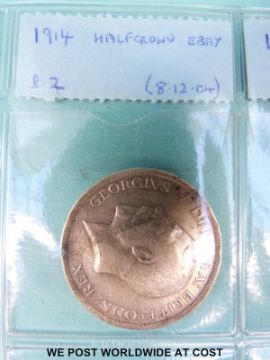 1914 HALFCROWN EBAY
£2 (8.12.04)
GEORGIVS V BRITT: OMN: REX
WE POST WORLDWIDE AT COST